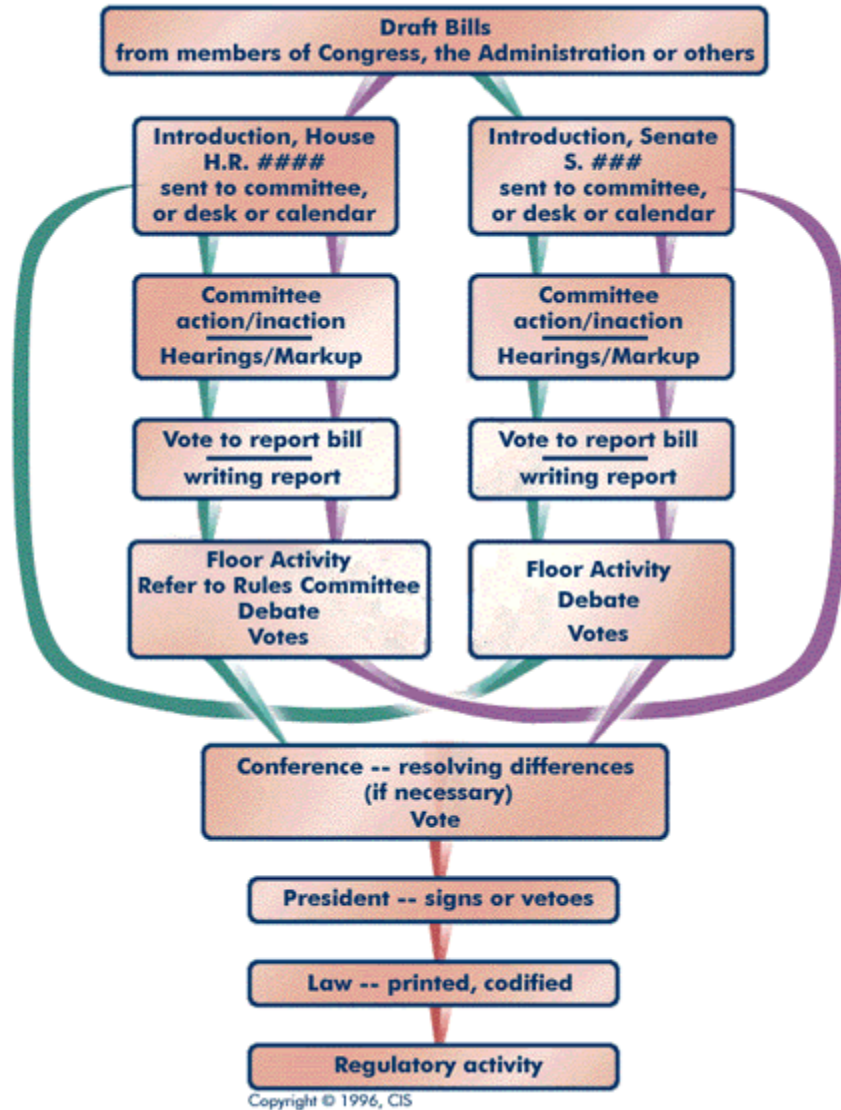 Draft Bills
from members of Congress, the Administration or others
Introduction, House
H.R. ####
sent to committee,
or desk or calendar
Introduction, Senate
S. ###
sent to committee,
or desk or calendar
Committee
action/inaction
Hearings/Markup
Committee
action/inaction
Hearings/Markup
Vote to report bill
writing report
Vote to report bill
writing report
Floor Activity
Refer to Rules Committee
Debate
Votes
Floor Activity
Debate
Votes
Conference -- resolving differences
(if necessary)
Vote
President -- signs or vetoes
Law -- printed, codified
Regulatory activity
Copyright © 1996, CIS